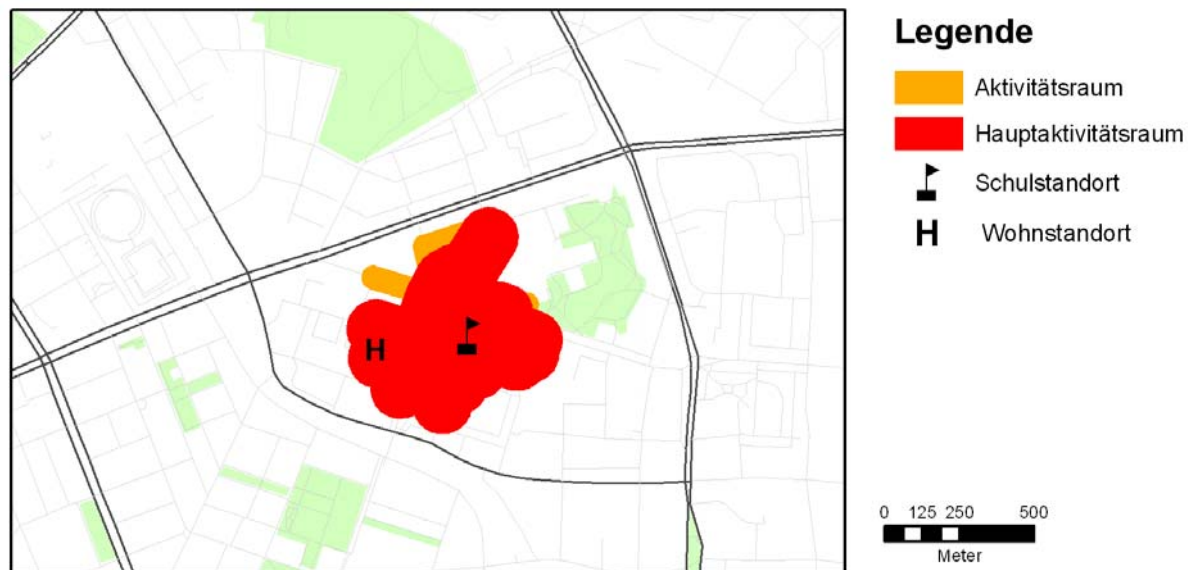 Legende
Aktivitätsraum
Hauptaktivitätsraum
Schulstandort
H Wohnstandort
H
0 125 250 500
Meter